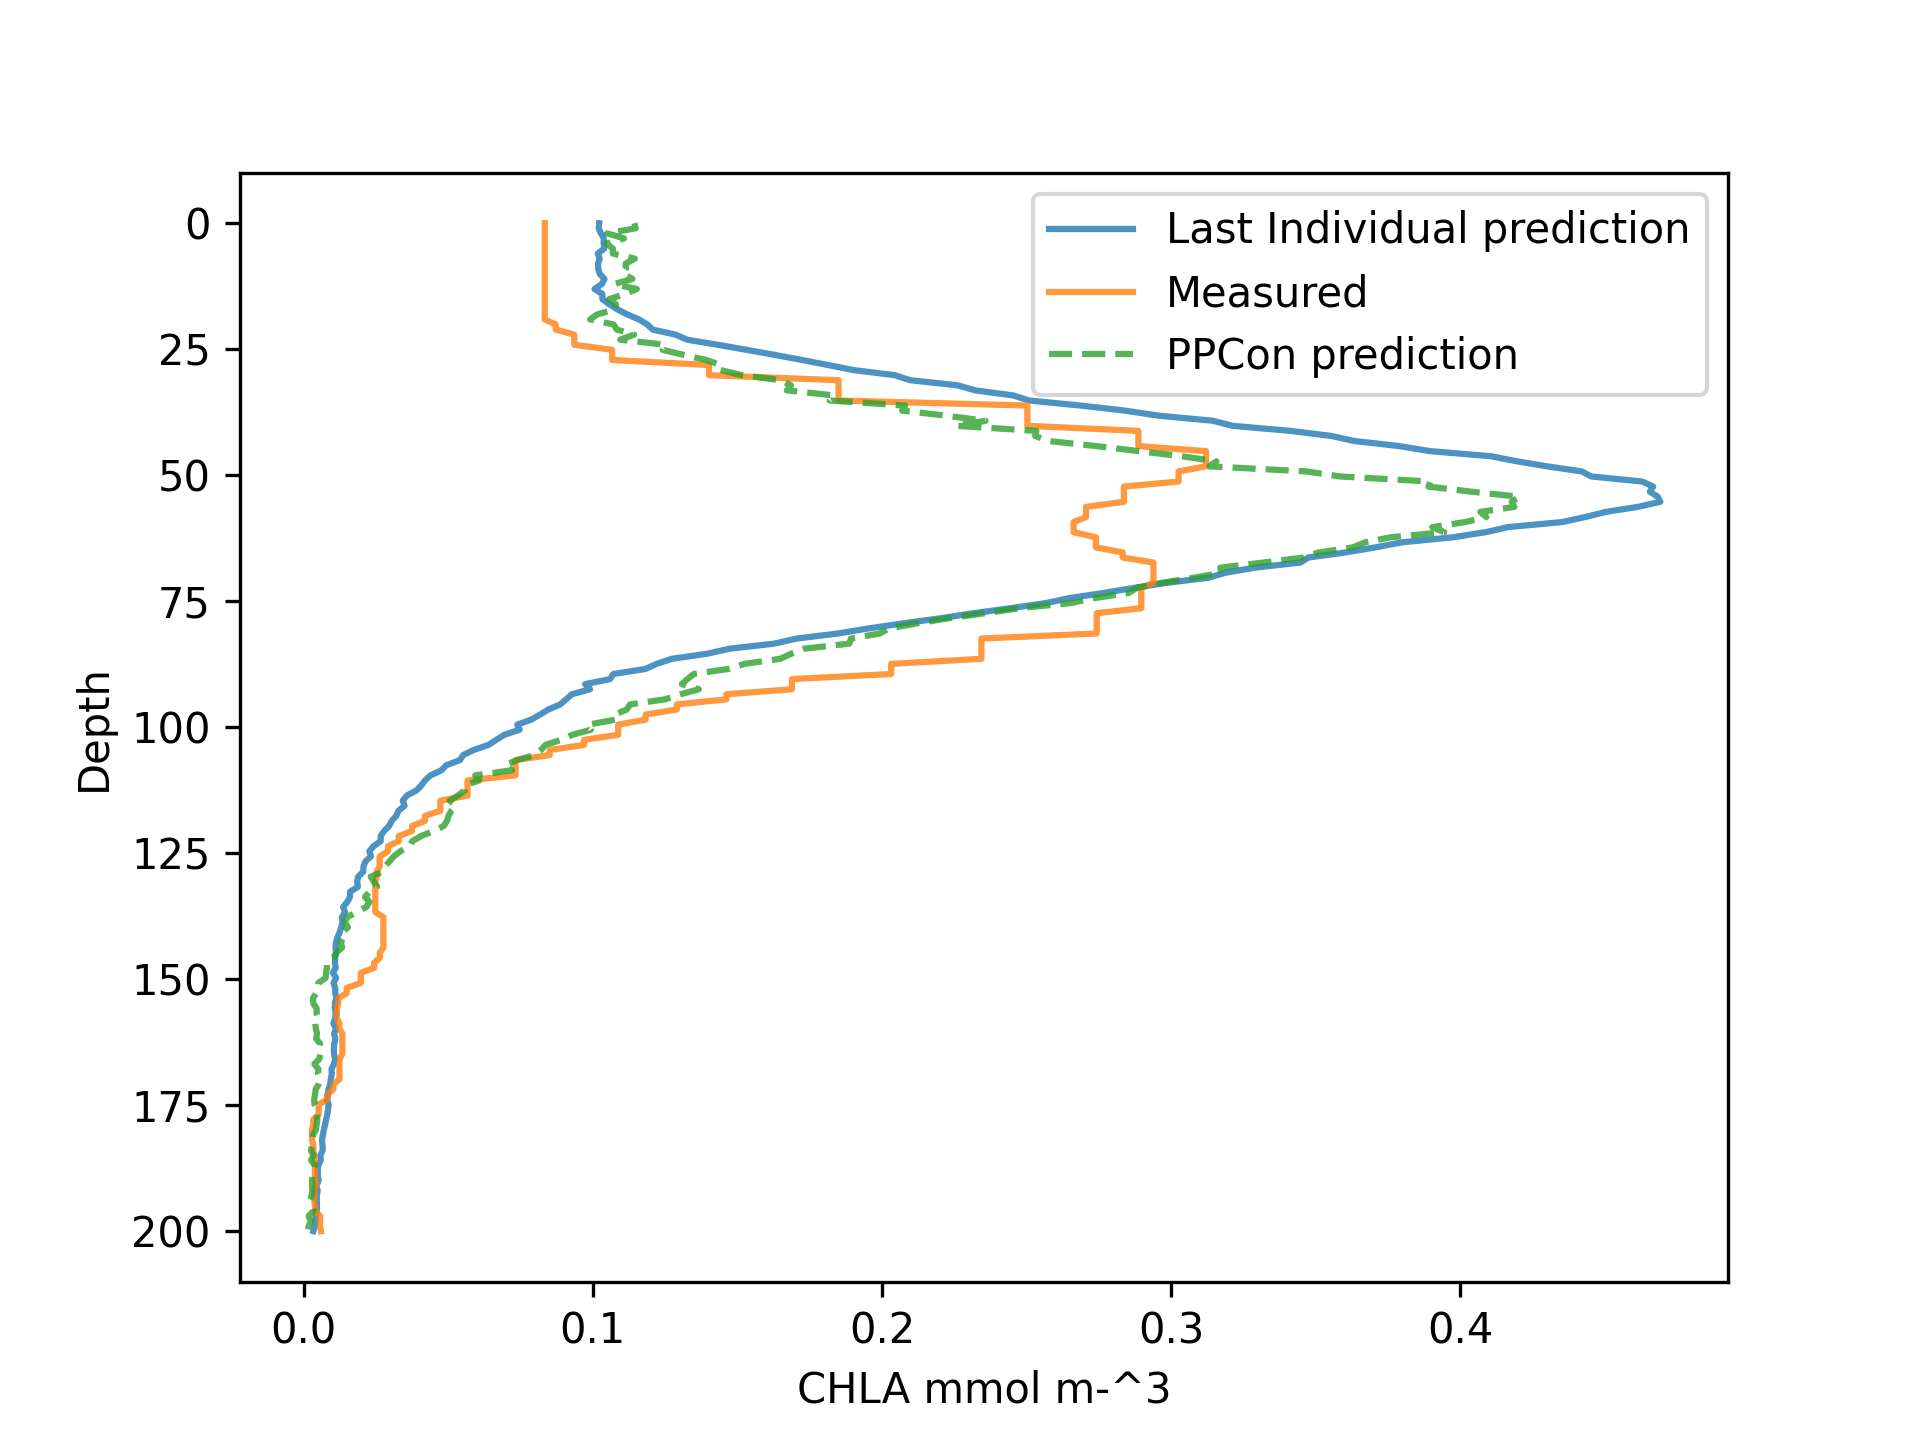 Last Individual prediction
Measured
PPCon prediction
0
25
50
75
100
125
150
175
200
Depth
0.0 0.1 0.2 0.3 0.4
CHLA mmol m-^3